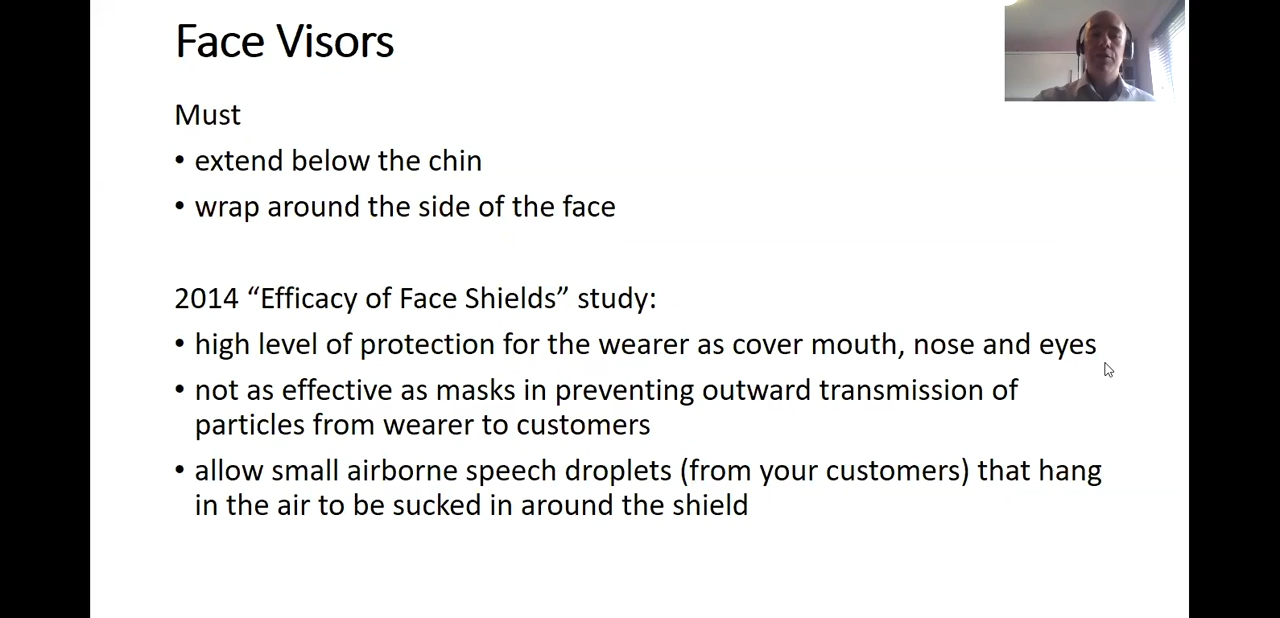 Face Visors
Must
• extend below the chin
• wrap around the side of the face
2014 “Efficacy of Face Shields” study:
• high level of protection for the wearer as cover mouth, nose and eyes
• not as effective as masks in preventing outward transmission of
particles from wearer to customers
• allow small airborne speech droplets (from your customers) that hang
in the air to be sucked in around the shield